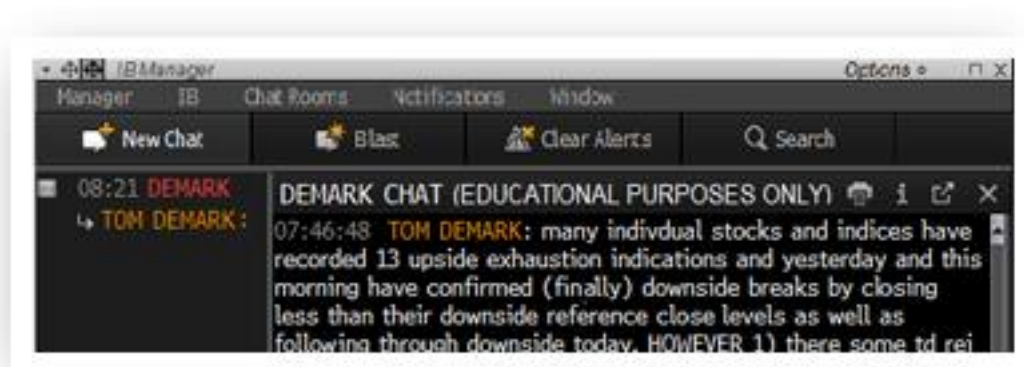 IB Manager Options
Manager IB Chat Rooms Notifications Window
New Chat Blast Clear Alerts Search
08:21 DEMARK
↳ TOM DEMARK:
DEMARK CHAT (EDUCATIONAL PURPOSES ONLY) i X
07:46:48 TOM DEMARK: many indivdual stocks and indices have
recorded 13 upside exhaustion indications and yesterday and this
morning have confirmed (finally) downside breaks by closing
less than their downside reference close levels as well as
following through downside today. HOWEVER 1) there some td rei